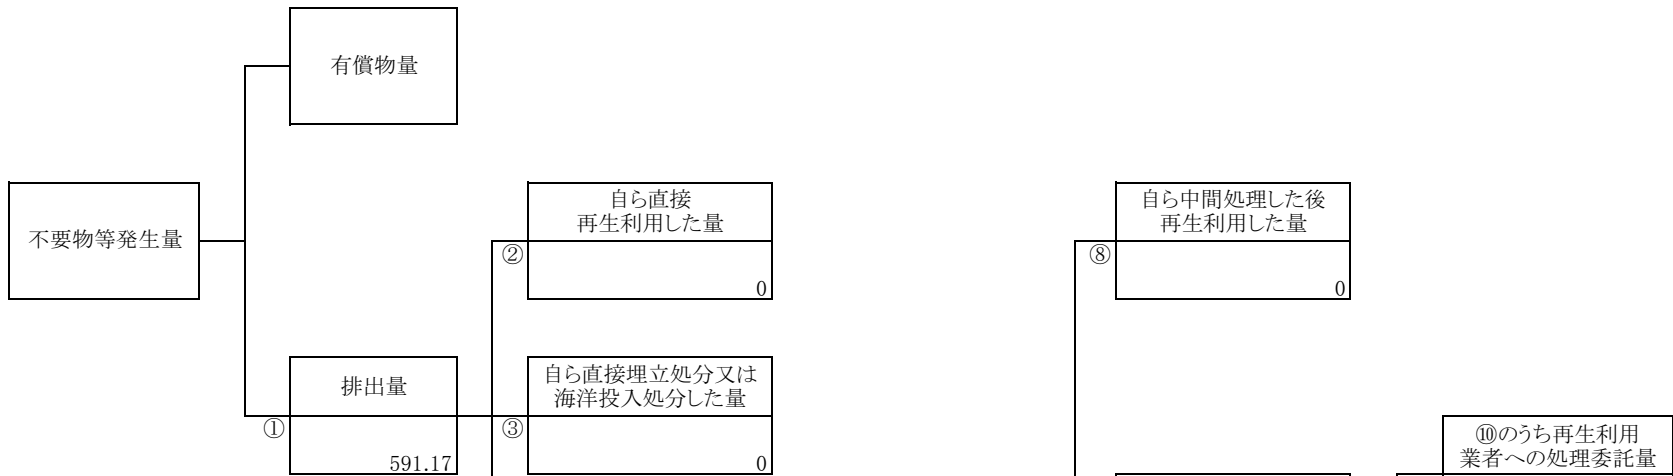 有償物量
不要物等発生量
自ら直接
再生利用した量
②
0
自ら中間処理した後
再生利用した量
⑧
0
排出量
①
591.17
自ら直接埋立処分又は
海洋投入処分した量
③
0
⑩のうち再生利用
業者への処理委託量